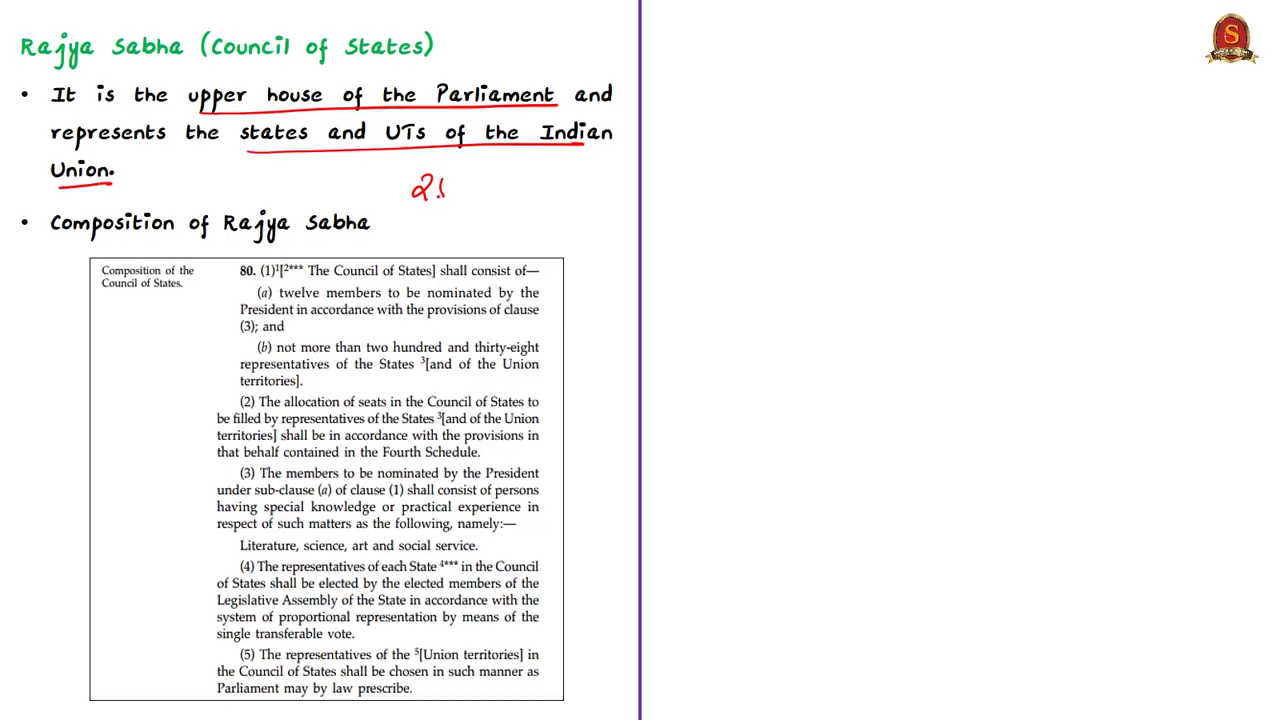 Rajya Sabha (Council of States)
• It is the upper house of the Parliament and
represents the states and UTs of the Indian
Union.
• Composition of Rajya Sabha
Composition of the
Council of States.
80. (1)¹[²*** The Council of States] shall consist of—
(a) twelve members to be nominated by the
President in accordance with the provisions of clause
(3); and
(b) not more than two hundred and thirty-eight
representatives of the States ³[and of the Union
territories].
(2) The allocation of seats in the Council of States to
be filled by representatives of the States ³[and of the Union
territories] shall be in accordance with the provisions in
that behalf contained in the Fourth Schedule.
(3) The members to be nominated by the President
under sub-clause (a) of clause (1) shall consist of persons
having special knowledge or practical experience in
respect of such matters as the following, namely:—
Literature, science, art and social service.
(4) The representatives of each State ⁴*** in the Council
of States shall be elected by the elected members of the
Legislative Assembly of the State in accordance with the
system of proportional representation by means of the
single transferable vote.
(5) The representatives of the ⁵[Union territories] in
the Council of States shall be chosen in such manner as
Parliament may by law prescribe.
S